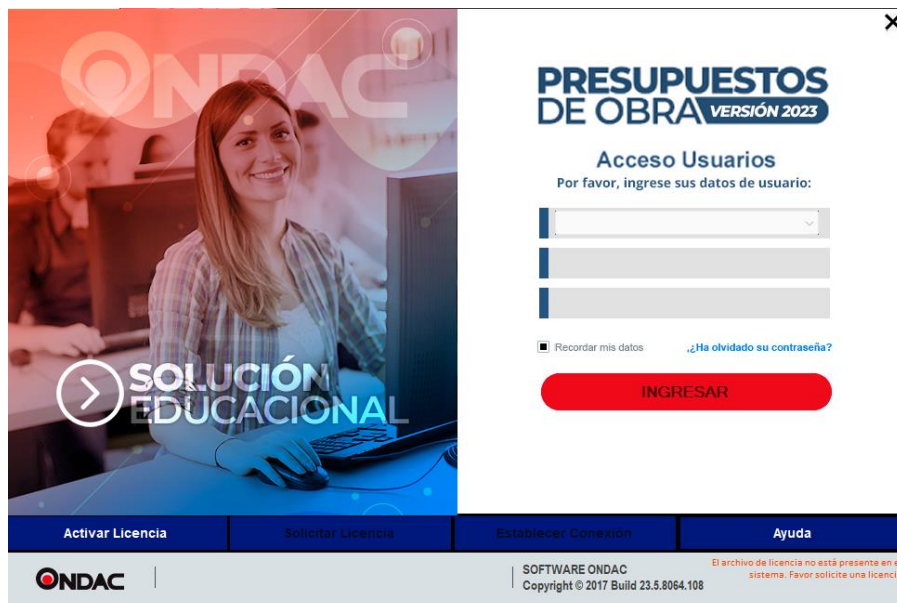 ONDAC
PRESUPUESTOS
DE OBRA VERSIÓN 2023
Acceso Usuarios
Por favor, ingrese sus datos de usuario:
Recordar mis datos
¿Ha olvidado su contraseña?
INGRESAR
SOLUCIÓN
EDUCACIONAL
Activar Licencia
Solicitar Licencia
Establecer Conexión
Ayuda
ONDAC
SOFTWARE ONDAC
Copyright © 2017 Build 23.5.8064.108
El archivo de licencia no está presente en e
sistema. Favor solicite una licenci